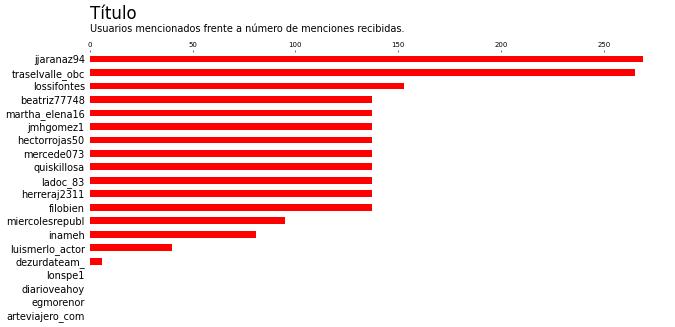 Título
Usuarios mencionados frente a número de menciones recibidas.
0 50 100 150 200 250
jjaranaz94
traselvalle_obc
lossifontes
beatriz77748
martha_elena16
jmhgomez1
hectorrojas50
mercede073
quiskillosa
ladoc_83
herreraj2311
filobien
miercolesrepubl
inameh
luismerlo_actor
dezurdateam_
lonspe1
diarioveahoy
egmorenor
arteviajero_com